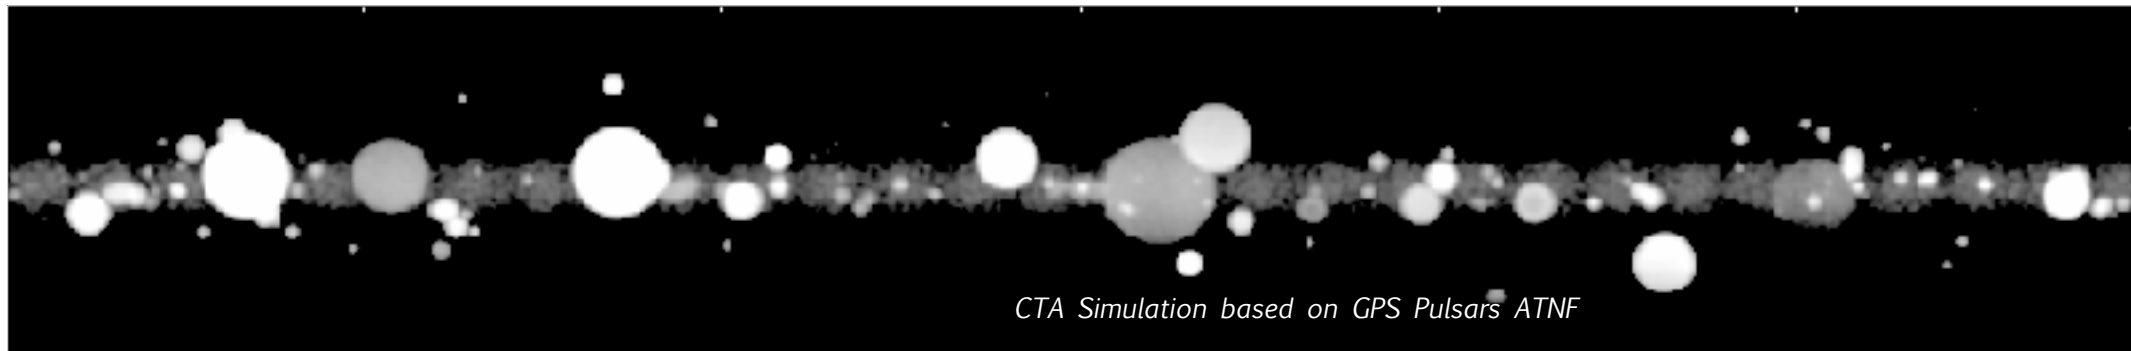 CTA Simulation based on GPS Pulsars ATNF